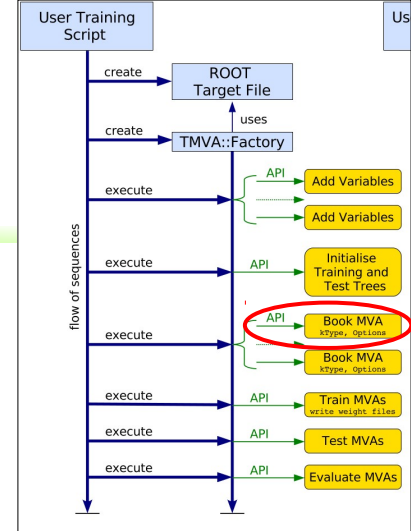 User Training
Script
Us
create
ROOT
Target File
uses
create
TMVA::Factory
execute
API
Add Variables
Add Variables
flow of sequences
execute
API
Initialise
Training and
Test Trees
API
Book MVA
kType, Options
execute
Book MVA
kType, Options
execute
API
Train MVAs
write weight files
execute
API
Test MVAs
execute
API
Evaluate MVAs